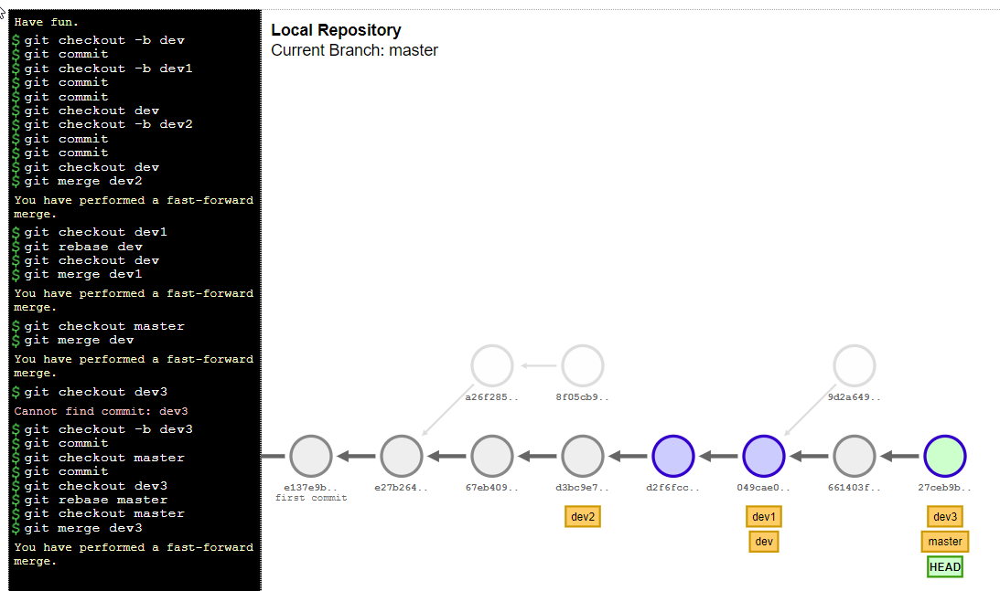 Have fun.
$ git checkout -b dev
$ git commit
$ git checkout -b dev1
$ git commit
$ git commit
$ git checkout dev
$ git checkout -b dev2
$ git commit
$ git commit
$ git checkout dev
$ git merge dev2
You have performed a fast-forward
merge.
$ git checkout dev1
$ git rebase dev
$ git checkout dev
$ git merge dev1
You have performed a fast-forward
merge.
$ git checkout master
$ git merge dev
You have performed a fast-forward
merge.
$ git checkout dev3
Cannot find commit: dev3
$ git checkout -b dev3
$ git commit
$ git checkout master
$ git commit
$ git checkout dev3
$ git rebase master
$ git checkout master
$ git merge dev3
You have performed a fast-forward
merge.
Local Repository
Current Branch: master
a26f285.. 8f05cb9.. 9d2a649..
e137e9b.. e27b264.. 67eb409.. d3bc9e7.. d2f6fcc.. 049cae0.. 661403f.. 27ceb9b..
first commit
dev2 dev1 dev3
dev master
HEAD